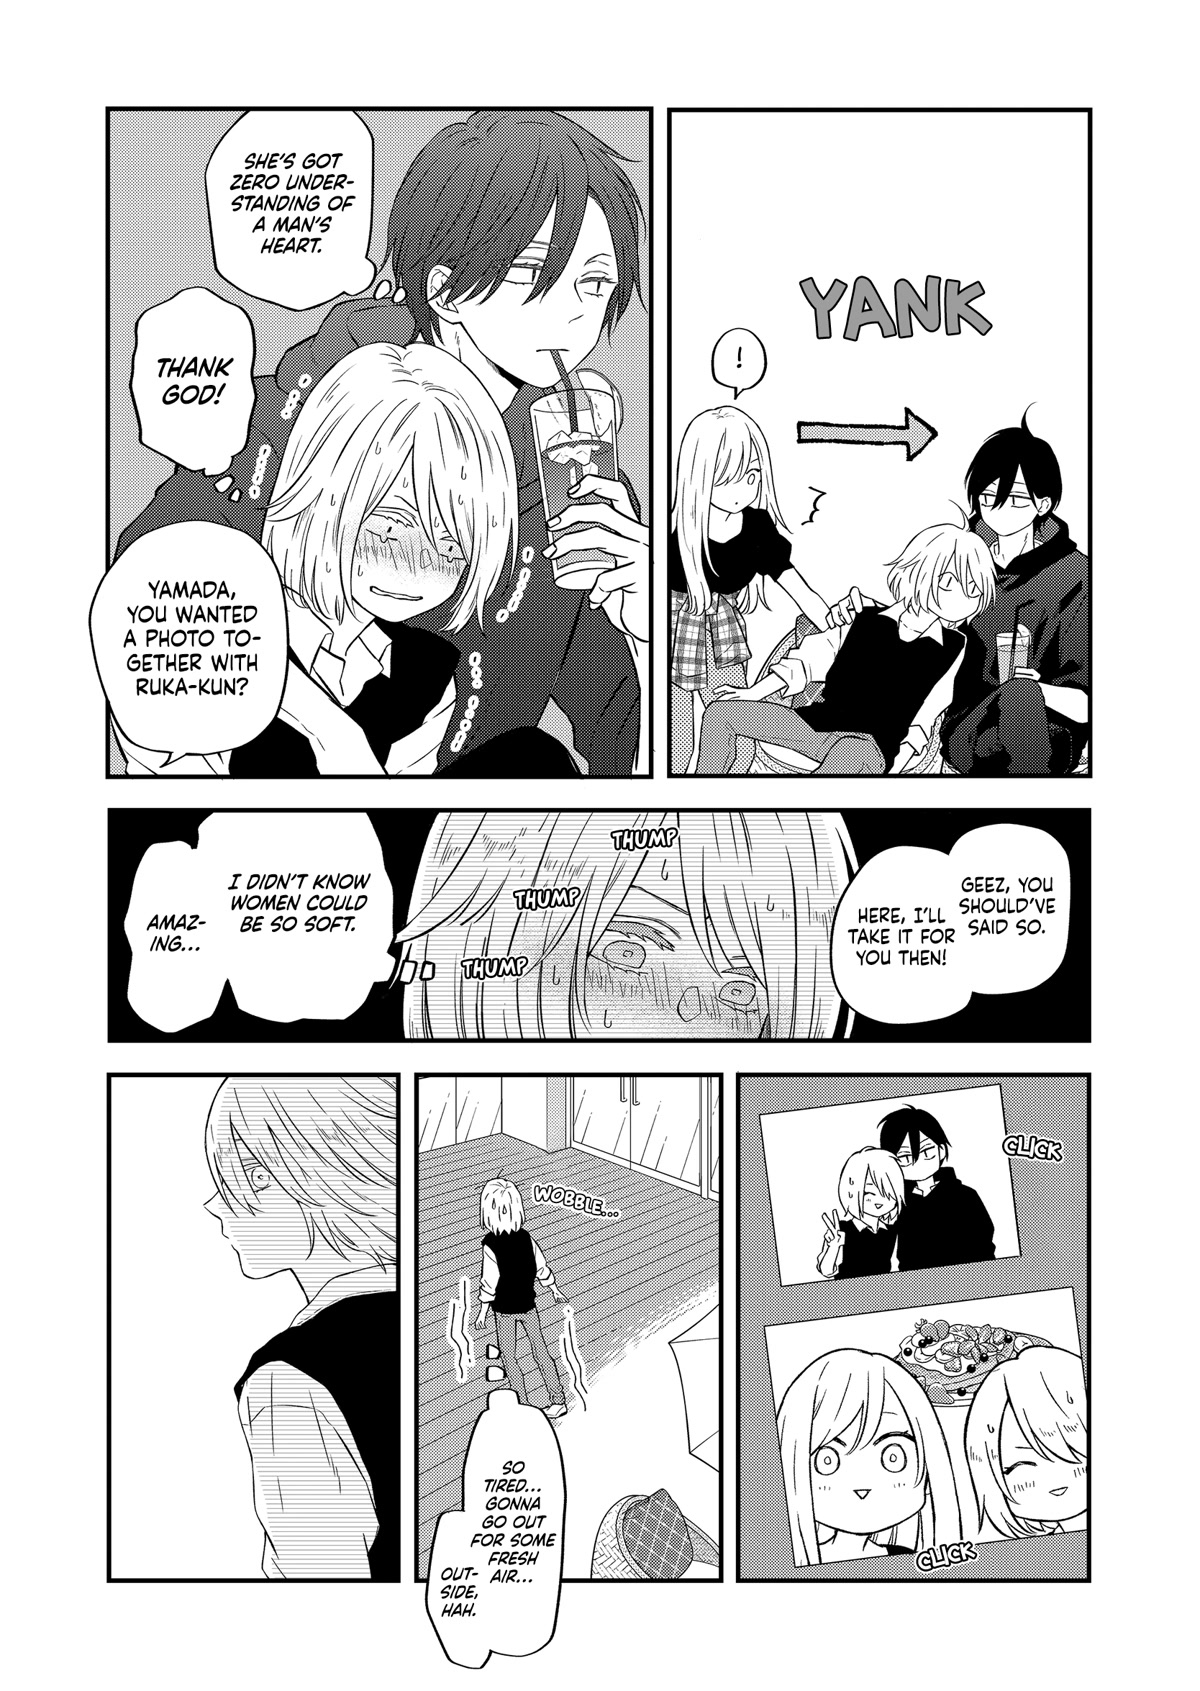 !
YANK
SHE'S GOT
ZERO UNDER-
STANDING OF
A MAN'S
HEART.
THANK
GOD!
YAMADA,
YOU WANTED
A PHOTO TO-
GETHER WITH
RUKA-KUN?
GEEZ, YOU
SHOULD'VE
SAID SO.
HERE, I'LL
TAKE IT FOR
YOU THEN!
THUMP
THUMP
THUMP
I DIDN'T KNOW
WOMEN COULD
BE SO SOFT.
AMAZ-
ING...
CLICK
CLICK
WOBBLE...
SO
TIRED...
GONNA
GO OUT
FOR SOME
FRESH
AIR...
OUT-
SIDE,
HAH.